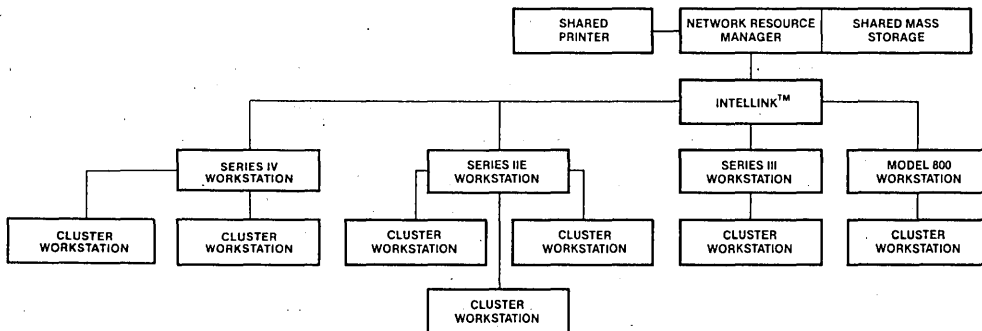 SHARED
PRINTER
NETWORK RESOURCE
MANAGER
SHARED MASS
STORAGE
INTELLINK™
SERIES IV
WORKSTATION
SERIES IIE
WORKSTATION
SERIES III
WORKSTATION
MODEL 800
WORKSTATION
CLUSTER
WORKSTATION
CLUSTER
WORKSTATION
CLUSTER
WORKSTATION
CLUSTER
WORKSTATION
CLUSTER
WORKSTATION
CLUSTER
WORKSTATION
CLUSTER
WORKSTATION